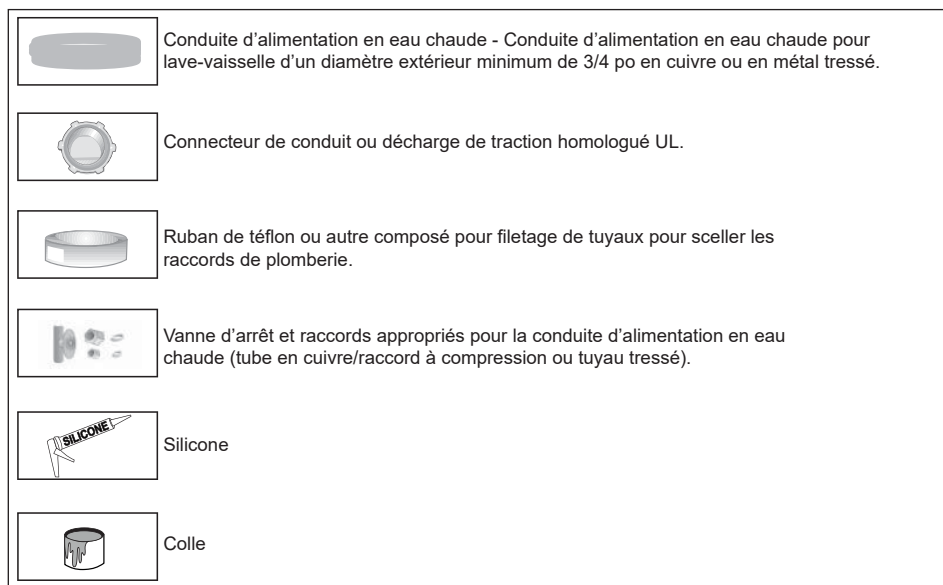 Conduite d’alimentation en eau chaude - Conduite d’alimentation en eau chaude pour
lave-vaisselle d’un diamètre extérieur minimum de 3/4 po en cuivre ou en métal tressé.
Connecteur de conduit ou décharge de traction homologué UL.
Ruban de téflon ou autre composé pour filetage de tuyaux pour sceller les
raccords de plomberie.
Vanne d’arrêt et raccords appropriés pour la conduite d’alimentation en eau
chaude (tube en cuivre/raccord à compression ou tuyau tressé).
SILICONE
Silicone
Colle